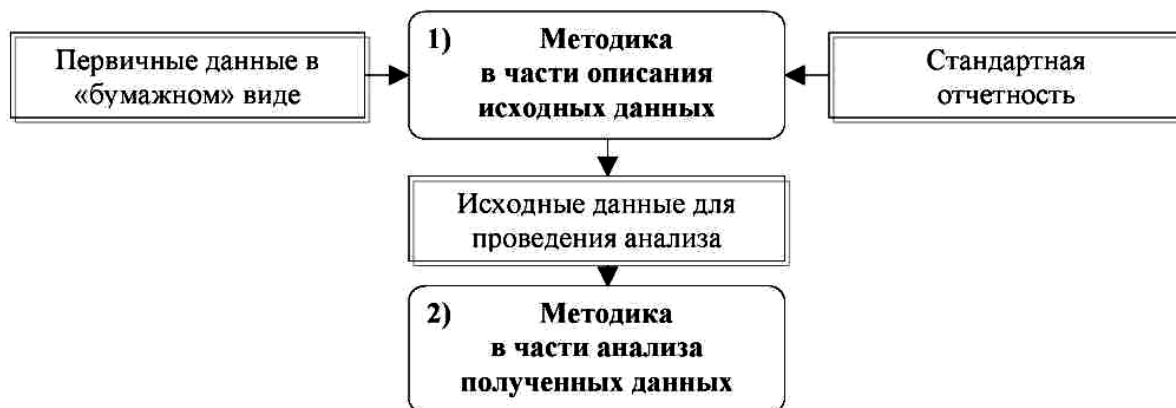 Первичные данные в
«бумажном» виде
1) Методика
в части описания
исходных данных
Стандартная
отчетность
Исходные данные для
проведения анализа
2) Методика
в части анализа
полученных данных